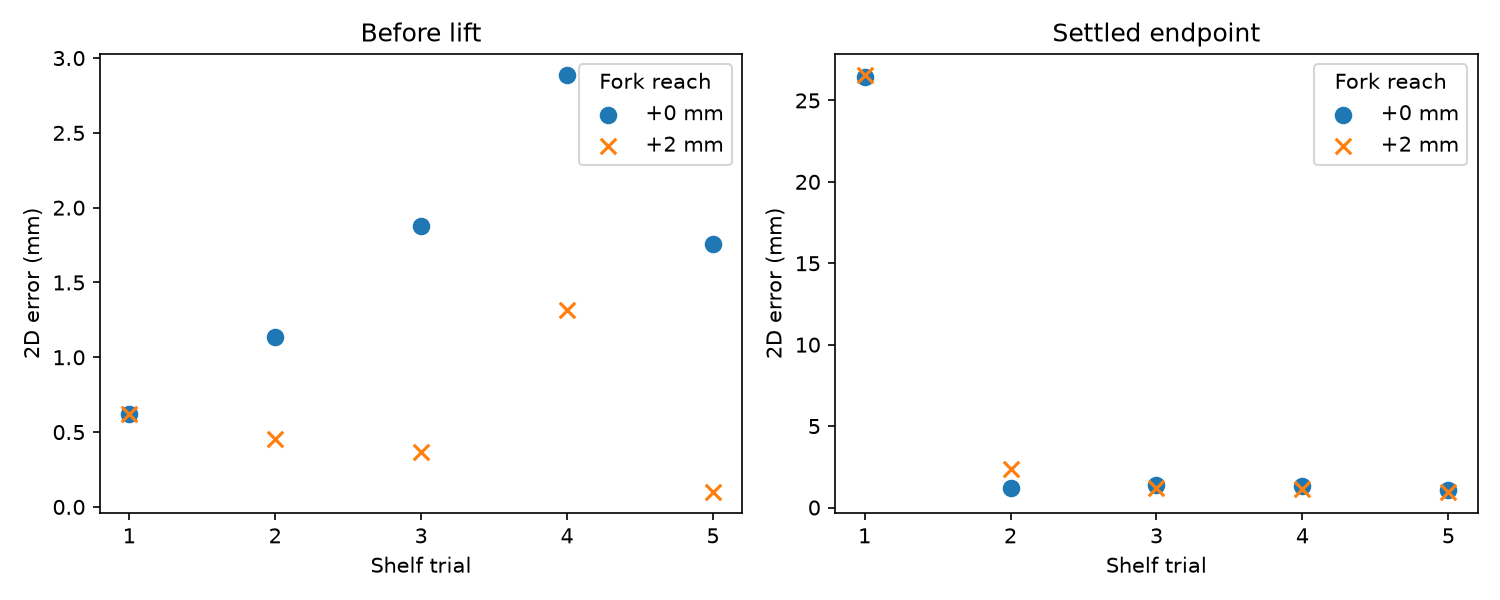 Before lift
3.0
2.5
2.0
1.5
1.0
0.5
0.0
2D error (mm)
1 2 3 4 5
Shelf trial
Fork reach
+0 mm
+2 mm
Settled endpoint
25
20
15
10
5
0
2D error (mm)
1 2 3 4 5
Shelf trial
Fork reach
+0 mm
+2 mm